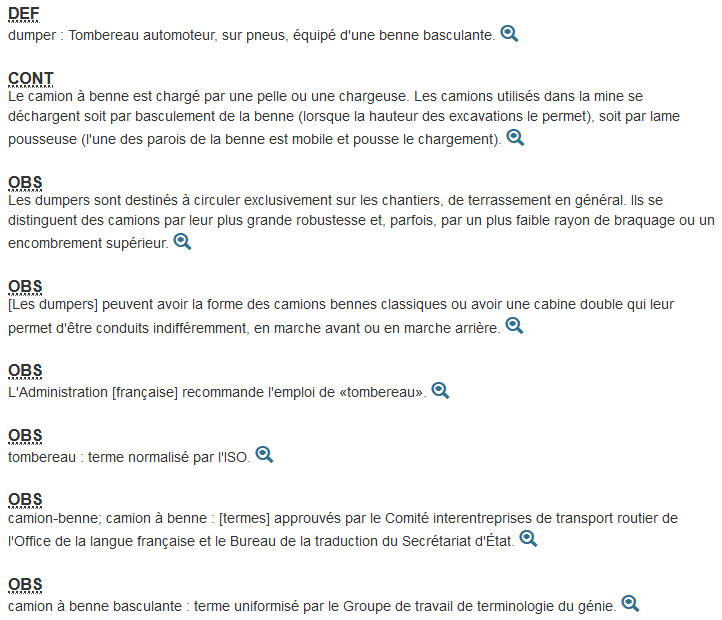 DEF
dumper : Tombereau automoteur, sur pneus, équipé d'une benne basculante.
CONT
Le camion à benne est chargé par une pelle ou une chargeuse. Les camions utilisés dans la mine se
déchargent soit par basculement de la benne (lorsque la hauteur des excavations le permet), soit par lame
pousseuse (l'une des parois de la benne est mobile et pousse le chargement).
OBS
Les dumpers sont destinés à circuler exclusivement sur les chantiers, de terrassement en général. Ils se
distinguent des camions par leur plus grande robustesse et, parfois, par un plus faible rayon de braquage ou un
encombrement supérieur.
OBS
[Les dumpers] peuvent avoir la forme des camions bennes classiques ou avoir une cabine double qui leur
permet d'être conduits indifféremment, en marche avant ou en marche arrière.
OBS
L'Administration [française] recommande l'emploi de «tombereau».
OBS
tombereau : terme normalisé par l'ISO.
OBS
camion-benne; camion à benne : [termes] approuvés par le Comité interentreprises de transport routier de
l'Office de la langue française et le Bureau de la traduction du Secrétariat d'État.
OBS
camion à benne basculante : terme uniformisé par le Groupe de travail de terminologie du génie.